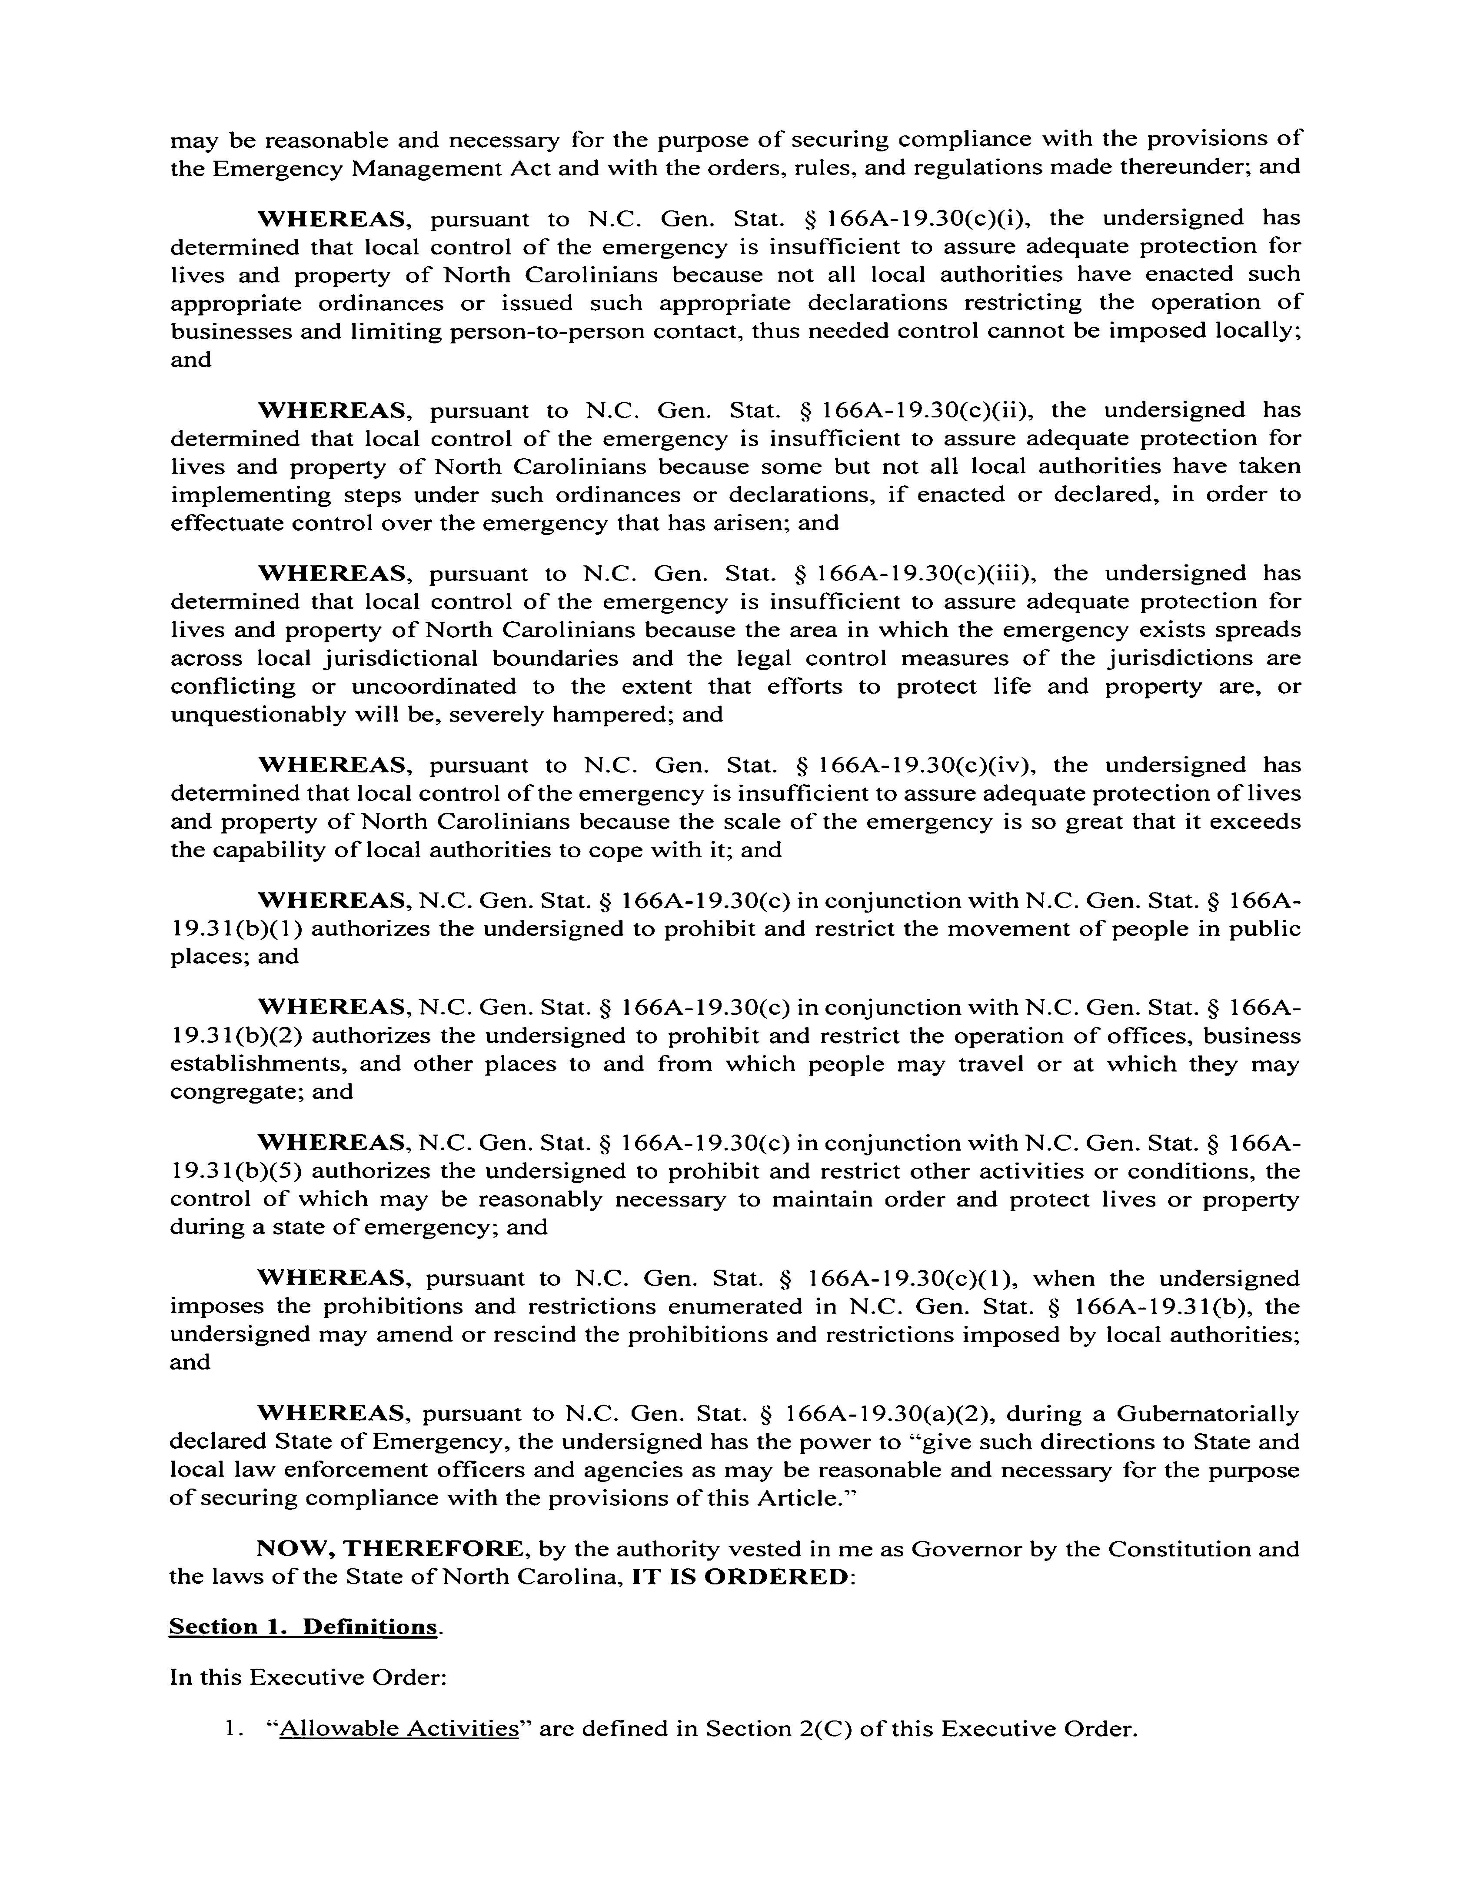 may be reasonable and necessary for the purpose of securing compliance with the provisions of
the Emergency Management Act and with the orders, rules, and regulations made thereunder; and
WHEREAS, pursuant to N.C. Gen. Stat. § 166A-19.30(c)(i), the undersigned has
determined that local control of the emergency is insufficient to assure adequate protection for
lives and property of North Carolinians because not all local authorities have enacted such
appropriate ordinances or issued such appropriate declarations restricting the operation of
businesses and limiting person-to-person contact, thus needed control cannot be imposed locally;
and
WHEREAS, pursuant to N.C. Gen. Stat. § 166A-19.30(c)(ii), the undersigned has
determined that local control of the emergency is insufficient to assure adequate protection for
lives and property of North Carolinians because some but not all local authorities have taken
implementing steps under such ordinances or declarations, if enacted or declared, in order to
effectuate control over the emergency that has arisen; and
WHEREAS, pursuant to N.C. Gen. Stat. § 166A-19.30(c)(iii), the undersigned has
determined that local control of the emergency is insufficient to assure adequate protection for
lives and property of North Carolinians because the area in which the emergency exists spreads
across local jurisdictional boundaries and the legal control measures of the jurisdictions are
conflicting or uncoordinated to the extent that efforts to protect life and property are, or
unquestionably will be, severely hampered; and
WHEREAS, pursuant to N.C. Gen. Stat. § 166A-19.30(c)(iv), the undersigned has
determined that local control of the emergency is insufficient to assure adequate protection of lives
and property of North Carolinians because the scale of the emergency is so great that it exceeds
the capability of local authorities to cope with it; and
WHEREAS, N.C. Gen. Stat. § 166A-19.30(c) in conjunction with N.C. Gen. Stat. § 166A-
19.31(b)(1) authorizes the undersigned to prohibit and restrict the movement of people in public
places; and
WHEREAS, N.C. Gen. Stat. § 166A-19.30(c) in conjunction with N.C. Gen. Stat. § 166A-
19.31(b)(2) authorizes the undersigned to prohibit and restrict the operation of offices, business
establishments, and other places to and from which people may travel or at which they may
congregate; and
WHEREAS, N.C. Gen. Stat. § 166A-19.30(c) in conjunction with N.C. Gen. Stat. § 166A-
19.31(b)(5) authorizes the undersigned to prohibit and restrict other activities or conditions, the
control of which may be reasonably necessary to maintain order and protect lives or property
during a state of emergency; and
WHEREAS, pursuant to N.C. Gen. Stat. § 166A-19.30(c)(1), when the undersigned
imposes the prohibitions and restrictions enumerated in N.C. Gen. Stat. § 166A-19.31(b), the
undersigned may amend or rescind the prohibitions and restrictions imposed by local authorities;
and
WHEREAS, pursuant to N.C. Gen. Stat. § 166A-19.30(a)(2), during a Gubernatorially
declared State of Emergency, the undersigned has the power to “give such directions to State and
local law enforcement officers and agencies as may be reasonable and necessary for the purpose
of securing compliance with the provisions of this Article.”
NOW, THEREFORE, by the authority vested in me as Governor by the Constitution and
the laws of the State of North Carolina, IT IS ORDERED:
Section 1. Definitions.
In this Executive Order:
1. “Allowable Activities” are defined in Section 2(C) of this Executive Order.